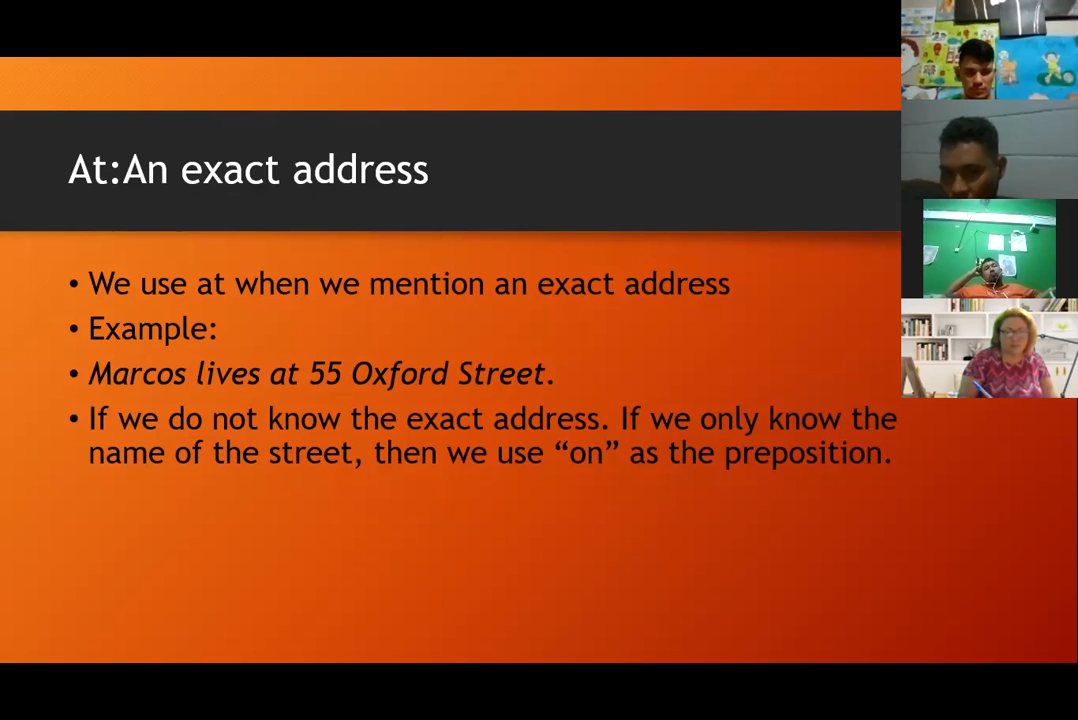 At:An exact address
• We use at when we mention an exact address
• Example:
• Marcos lives at 55 Oxford Street.
• If we do not know the exact address. If we only know the
name of the street, then we use “on” as the preposition.